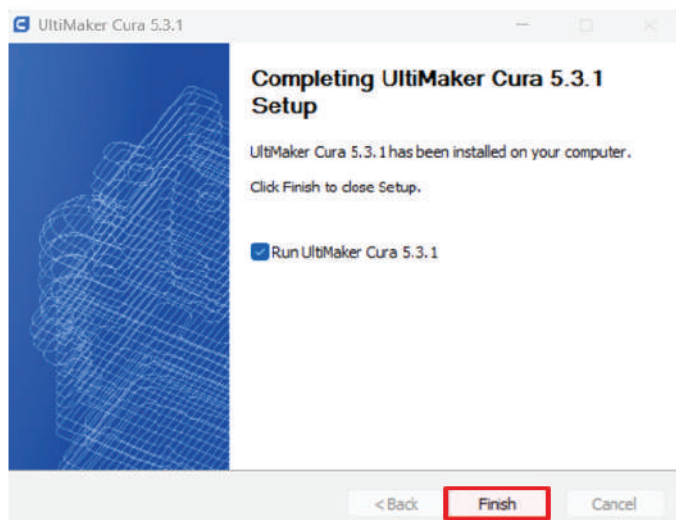 UltiMaker Cura 5.3.1
Completing UltiMaker Cura 5.3.1
Setup
UltiMaker Cura 5.3.1 has been installed on your computer.
Click Finish to close Setup.
Run UltiMaker Cura 5.3.1
< Back Finish Cancel